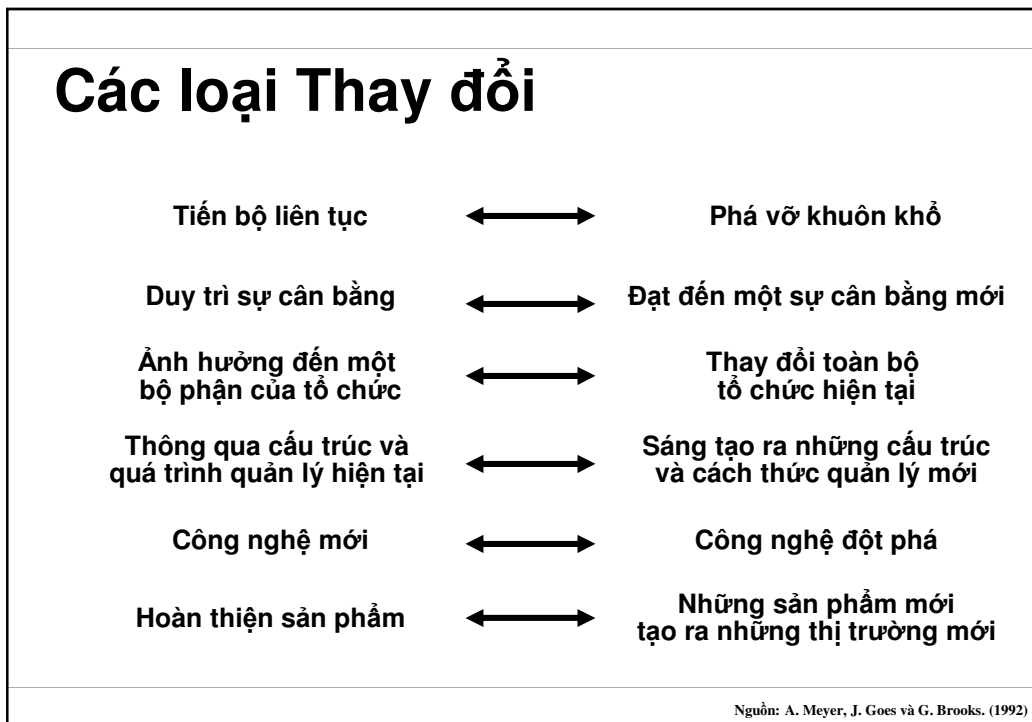 Các loại Thay đổi
Tiến bộ liên tục
Phá vỡ khuôn khổ
Duy trì sự cân bằng
Đạt đến một sự cân bằng mới
Ảnh hưởng đến một
bộ phận của tổ chức
Thay đổi toàn bộ
tổ chức hiện tại
Thông qua cấu trúc và
quá trình quản lý hiện tại
Sáng tạo ra những cấu trúc
và cách thức quản lý mới
Công nghệ mới
Công nghệ đột phá
Hoàn thiện sản phẩm
Những sản phẩm mới
tạo ra những thị trường mới
Nguồn: A. Meyer, J. Goes và G. Brooks. (1992)